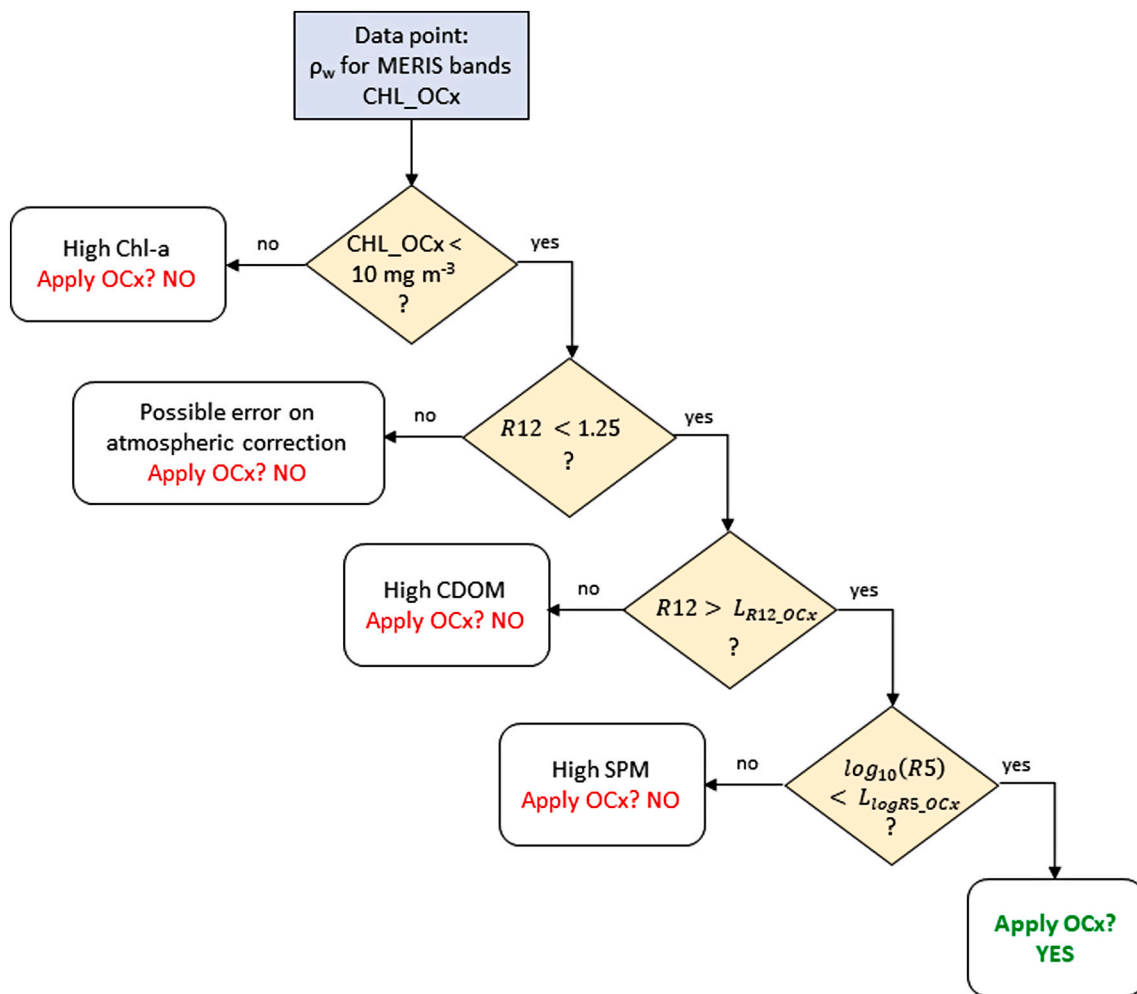 Data point:
ρw for MERIS bands
CHL_OCx
CHL_OCx <
10 mg m-3
?
no
yes
High Chl-a
Apply OCx? NO
R12 < 1.25
?
no
yes
Possible error on
atmospheric correction
Apply OCx? NO
R12 > LR12_OCx
?
no
yes
High CDOM
Apply OCx? NO
log10(R5)
< LlogR5_OCx
?
no
yes
High SPM
Apply OCx? NO
Apply OCx?
YES